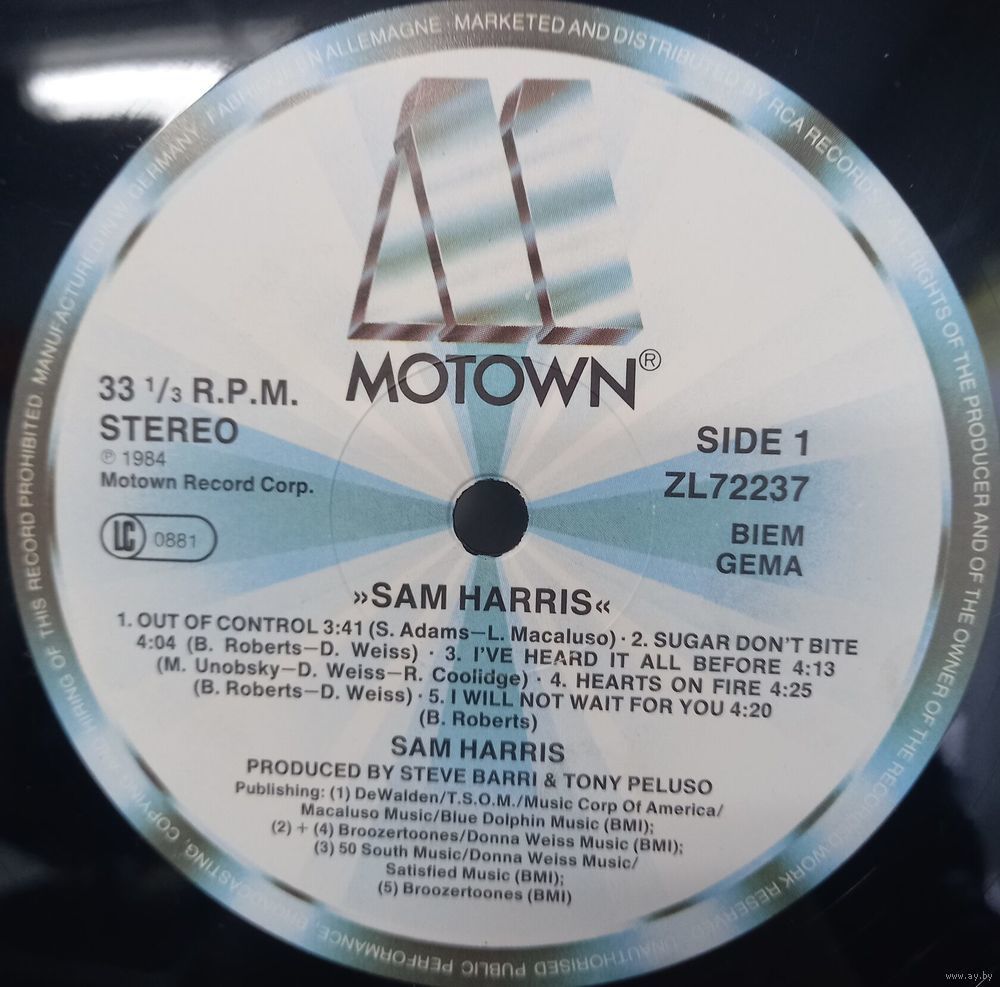 MANUFACTURED IN W. GERMANY. FABRIQUE EN ALLEMAGNE · MARKETED AND DISTRIBUTED BY RCA RECORDS. ALL RIGHTS OF THE PRODUCER AND OF THE OWNER OF THE RECORDED WORK RESERVED. UNAUTHORISED PUBLIC PERFORMANCE, BROADCASTING, COPYING, HIRING OF THIS RECORD PROHIBITED
MOTOWN®
33 1/3 R.P.M.
STEREO
℗ 1984
Motown Record Corp.
LC 0881
SIDE 1
ZL72237
BIEM
GEMA
»SAM HARRIS«
1. OUT OF CONTROL 3:41 (S. Adams—L. Macaluso) · 2. SUGAR DON'T BITE
4:04 (B. Roberts—D. Weiss) · 3. I'VE HEARD IT ALL BEFORE 4:13
(M. Unobsky—D. Weiss—R. Coolidge) · 4. HEARTS ON FIRE 4:25
(B. Roberts—D. Weiss) · 5. I WILL NOT WAIT FOR YOU 4:20
(B. Roberts)
SAM HARRIS
PRODUCED BY STEVE BARRI & TONY PELUSO
Publishing: (1) DeWalden/T.S.O.M./Music Corp Of America/
Macaluso Music/Blue Dolphin Music (BMI);
(2) + (4) Broozertoones/Donna Weiss Music (BMI);
(3) 50 South Music/Donna Weiss Music/
Satisfied Music (BMI);
(5) Broozertoones (BMI)
www.ay.by